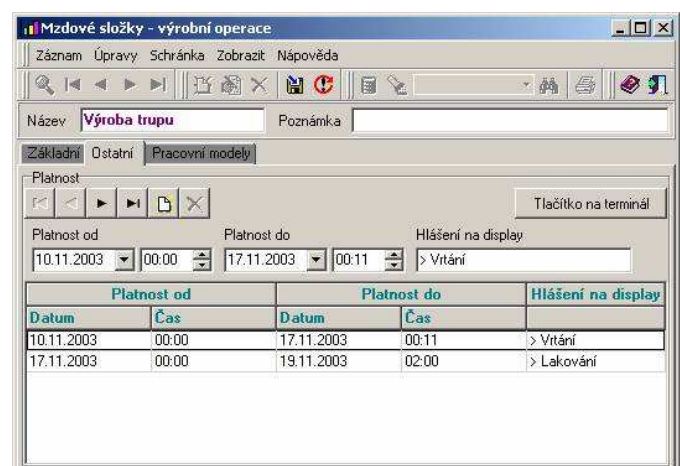 Mzdové složky - výrobní operace
Záznam Úpravy Schránka Zobrazit Nápověda
Název Výroba trupu Poznámka
Základní Ostatní Pracovní modely
Platnost
Tlačítko na terminál
Platnost od Platnost do Hlášení na display
10.11.2003 00:00 17.11.2003 00:11 > Vrtání
Platnost od Platnost do Hlášení na display
Datum Čas Datum Čas
10.11.2003 00:00 17.11.2003 00:11 > Vrtání
17.11.2003 00:00 19.11.2003 02:00 > Lakování